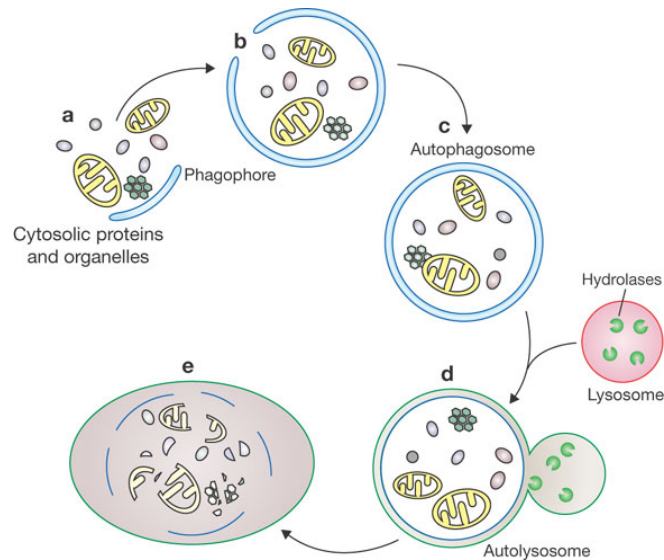 a
b
c
Autophagosome
Phagophore
Cytosolic proteins
and organelles
Hydrolases
Lysosome
d
e
Autolysosome